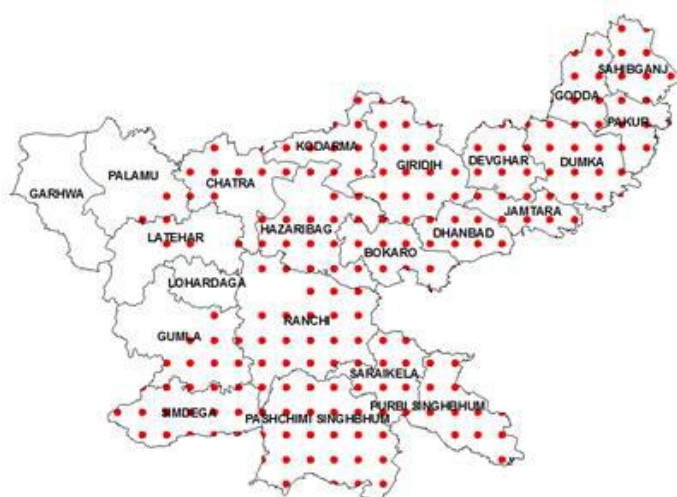 SAHIBGANJ
GODDA
PAKUR
KODARMA
GIRIDIH
DEVGHAR
DUMKA
PALAMU
CHATRA
GARHWA
JAMTARA
HAZARIBAG
DHANBAD
LATEHAR
BOKARO
LOHARDAGA
RANCHI
GUMLA
SARAIKELA
SIMDEGA
PURBI SINGHBHUM
PASHCHIMI SINGHBHUM